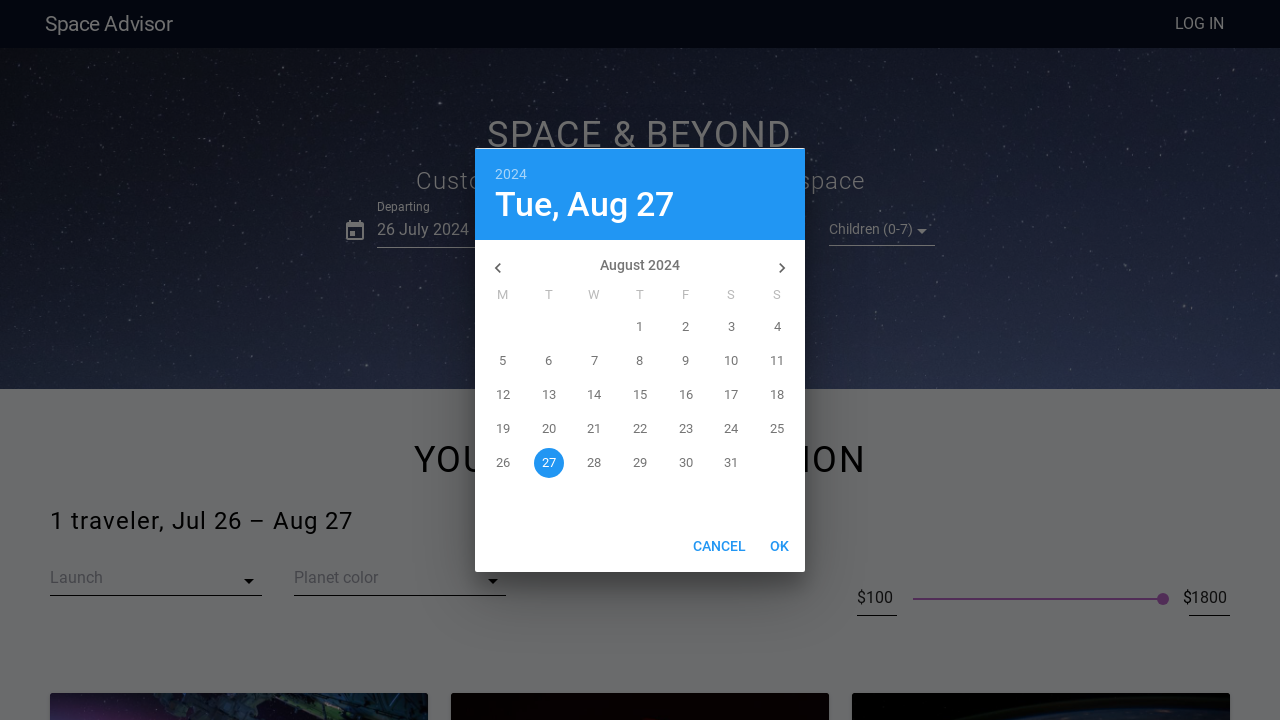 Space Advisor
LOG IN
SPACE & BEYOND
Custo
space
Departing
26 July 2024
Children (0-7)
2024
Tue, Aug 27
August 2024
M T W T F S S
1 2 3 4
5 6 7 8 9 10 11
12 13 14 15 16 17 18
19 20 21 22 23 24 25
26 27 28 29 30 31
CANCEL OK
YOU
ION
1 traveler, Jul 26 – Aug 27
Launch
Planet color
$100
$1800